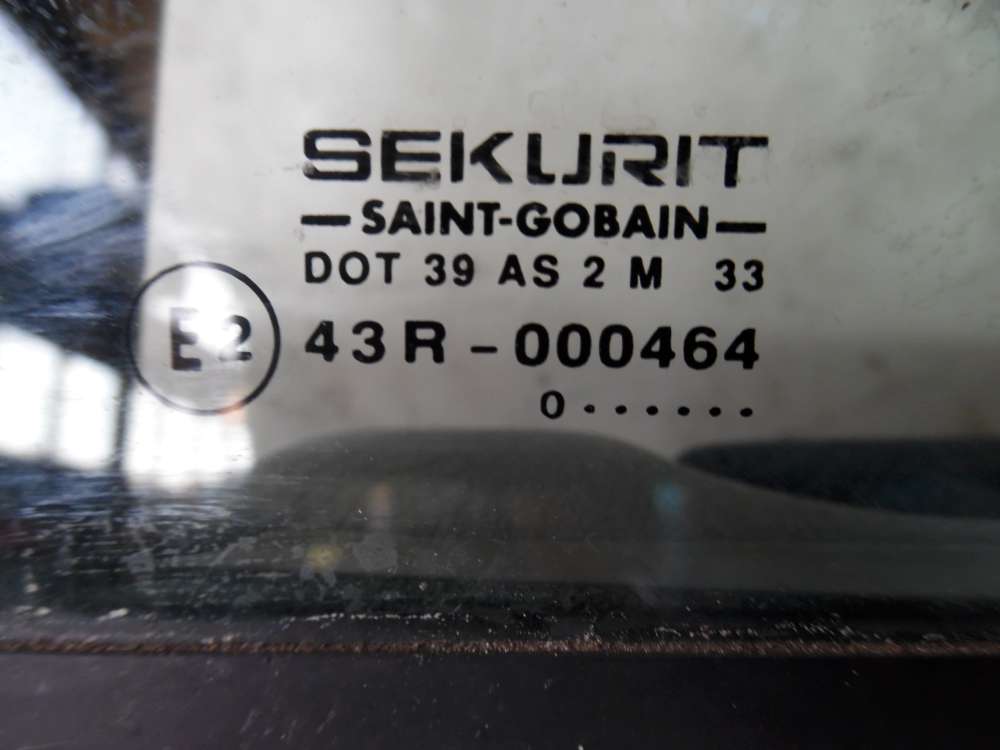 SEKURIT
—SAINT-GOBAIN—
DOT 39 AS 2 M 33
E2 43R-000464
0••••••